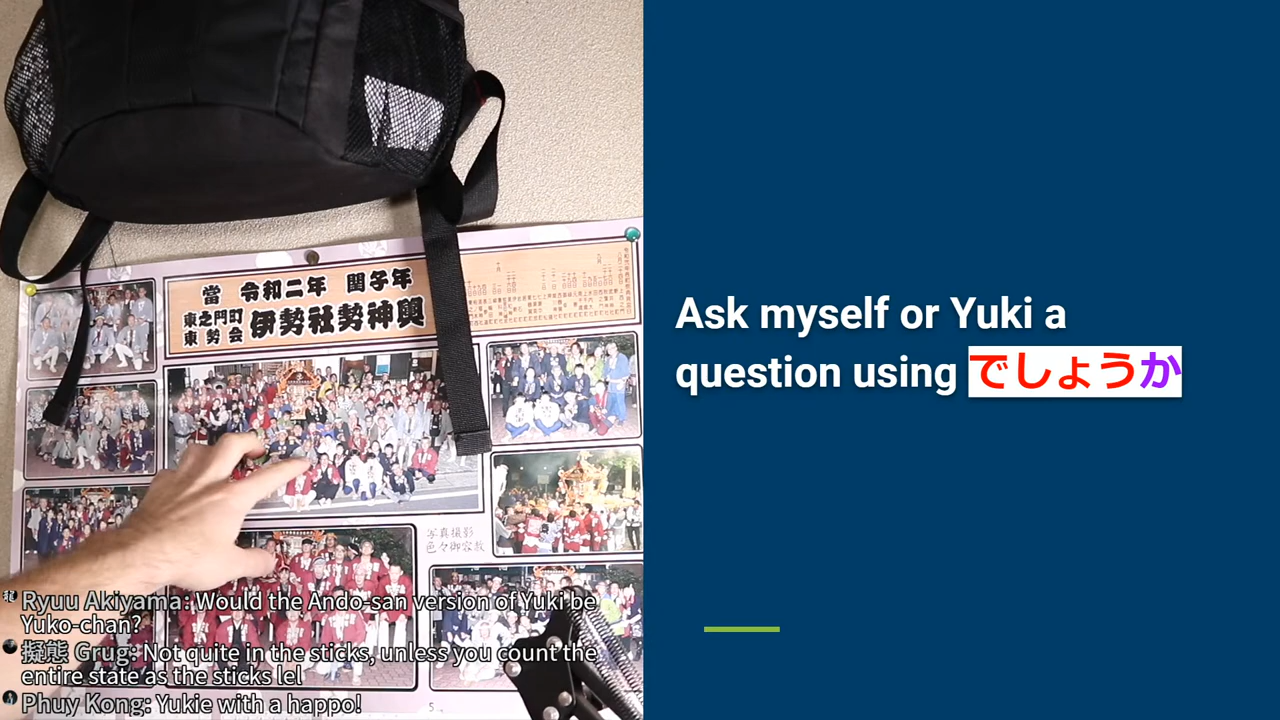 當 令和二年 閏子年
東之門町
東勢会
伊勢社勢神輿
写真撮影
色々御容赦
Ask myself or Yuki a
question using でしょうか
Ryuu Akiyama: Would the Ando-san version of Yuki be
Yuko-chan?
擬態 Grug: Not quite in the sticks, unless you count the
entire state as the sticks lel
Phuy Kong: Yukie with a happo!
5